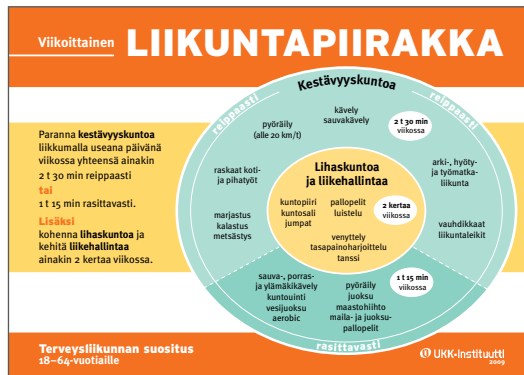 Viikoittainen LIIKUNTAPIIRAKKA
Paranna kestävyyskuntoa
liikkumalla useana päivänä
viikossa yhteensä ainakin
2 t 30 min reippaasti
tai
1 t 15 min rasittavasti.
Lisäksi
kohenna lihaskuntoa ja
kehitä liikehallintaa
ainakin 2 kertaa viikossa.
reippaasti
Kestävyyskuntoa
reippaasti
kävely
sauvakävely
2 t 30 min
viikossa
pyöräily
(alle 20 km/t)
raskaat koti-
ja pihatyöt
marjastus
kalastus
metsästys
arki-, hyöty-
ja työmatka-
liikunta
vauhdikkaat
liikuntaleikit
Lihaskuntoa
ja liikehallintaa
kuntopiiri
kuntosali
jumpat
pallopelit
luistelu
2 kertaa
viikossa
venyttely
tasapainoharjoittelu
tanssi
sauva-, porras-
ja ylämäkikävely
kuntouinti
vesijuoksu
aerobic
pyöräily
juoksu
maastohiihto
maila- ja juoksu-
pallopelit
1 t 15 min
viikossa
rasittavasti
Terveysliikunnan suositus
18–64-vuotiaille
UKK-Instituutti
2009